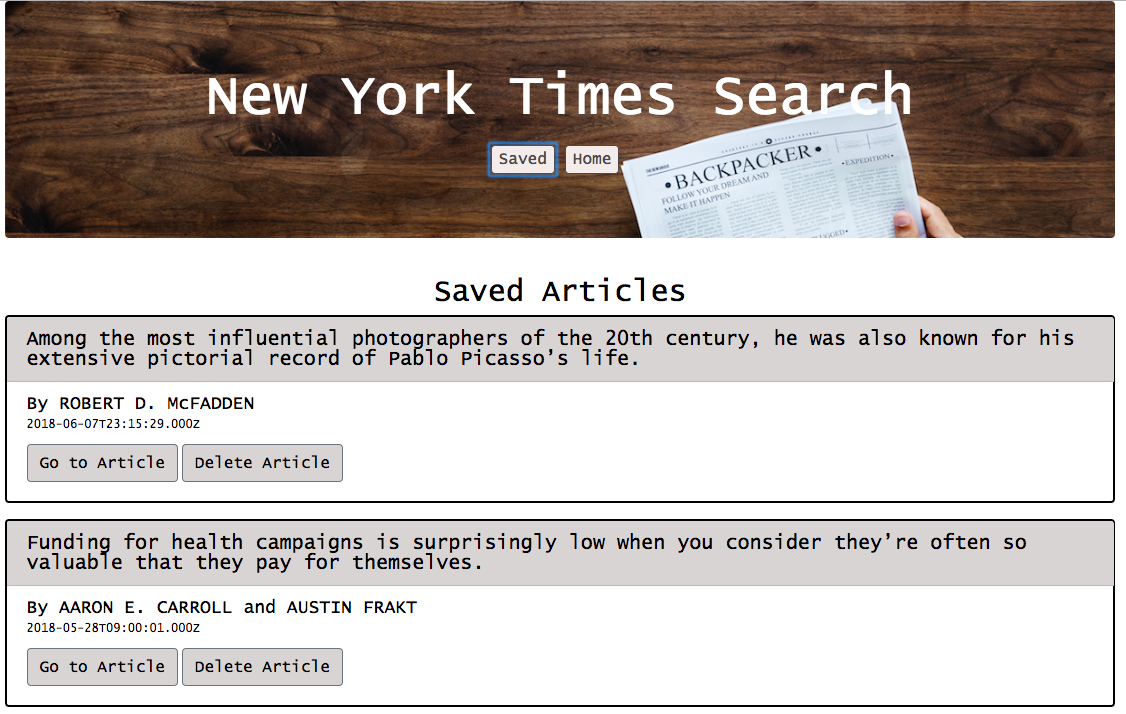 New York Times Search
Saved Home
•BACKPACKER•
FOLLOW YOUR DREAM AND
MAKE IT HAPPEN
•EXPEDITION•
Saved Articles
Among the most influential photographers of the 20th century, he was also known for his
extensive pictorial record of Pablo Picasso’s life.
By ROBERT D. McFADDEN
2018-06-07T23:15:29.000Z
Go to Article Delete Article
Funding for health campaigns is surprisingly low when you consider they’re often so
valuable that they pay for themselves.
By AARON E. CARROLL and AUSTIN FRAKT
2018-05-28T09:00:01.000Z
Go to Article Delete Article